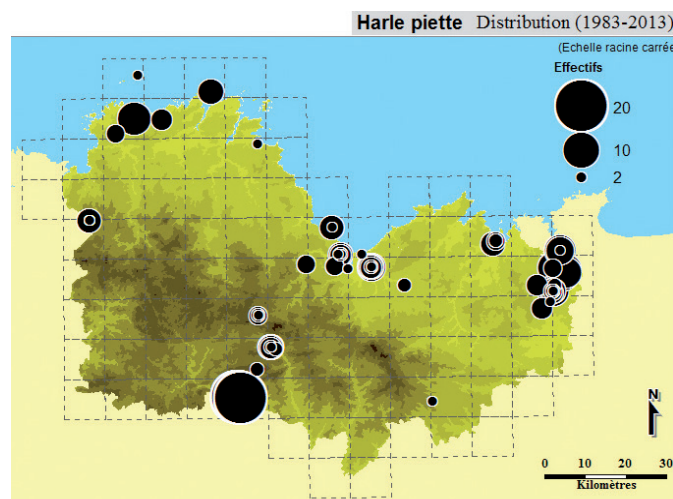 Harle piette Distribution (1983-2013)
(Echelle racine carrée
Effectifs
20
10
2
N
0 10 20 30
Kilomètres